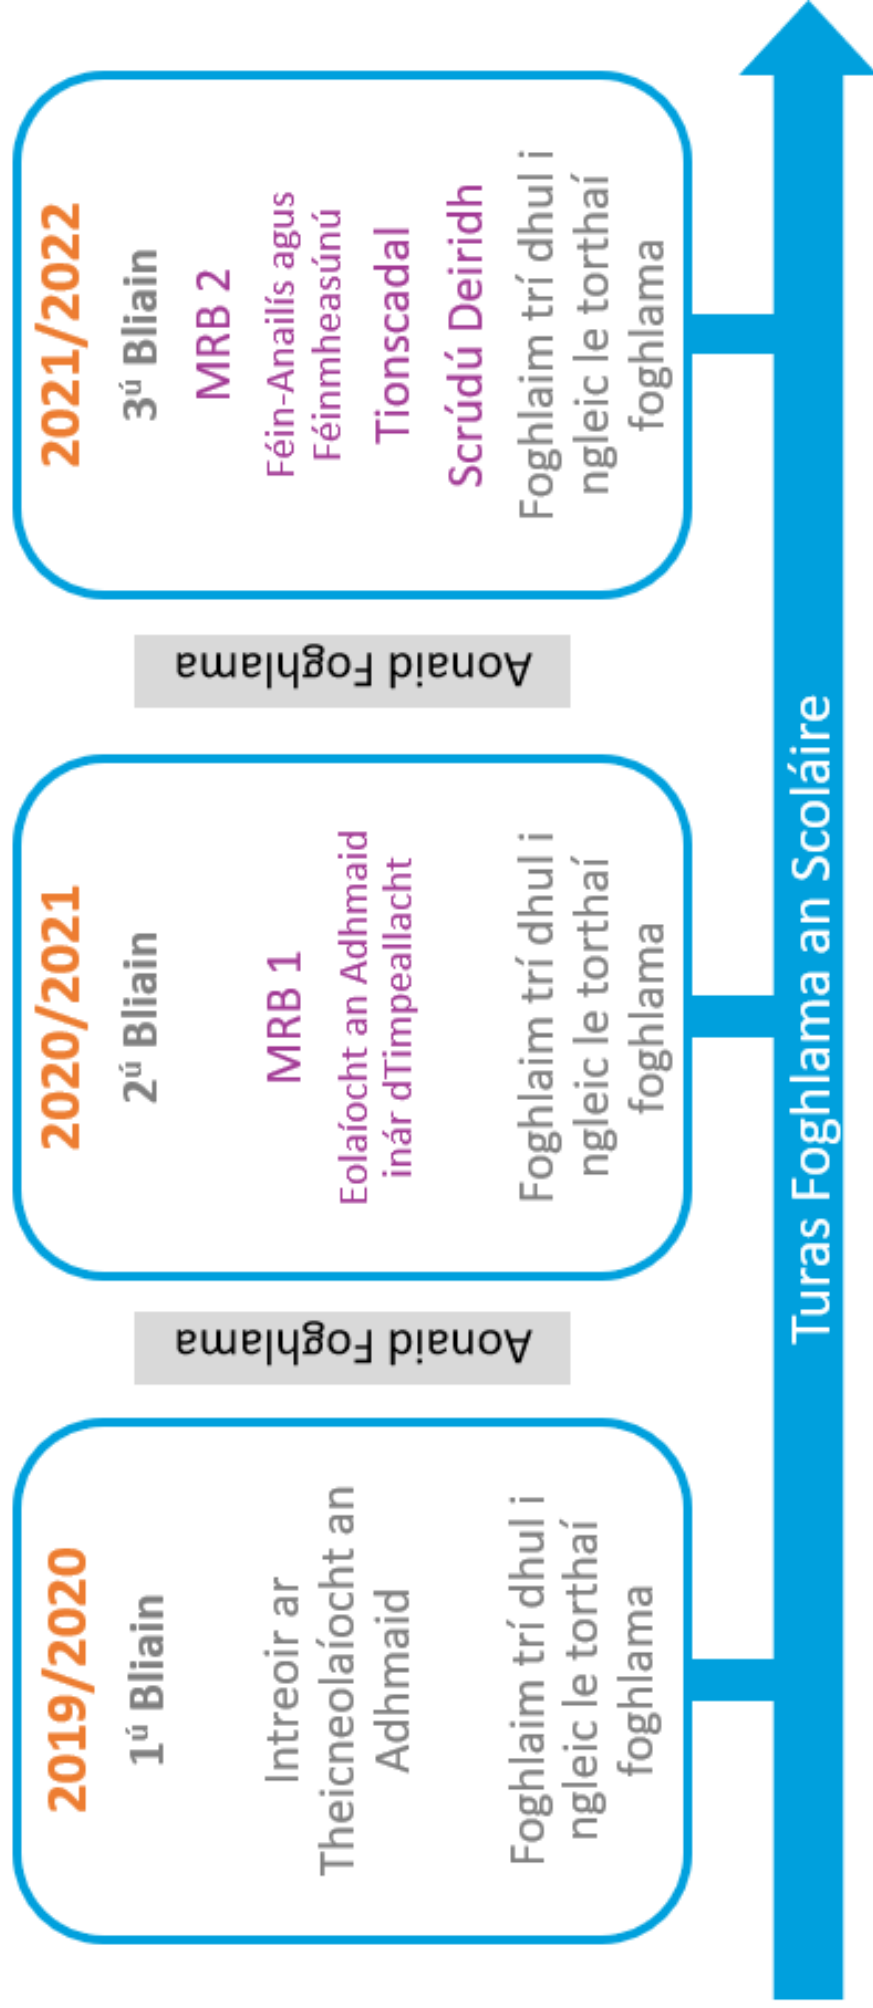 2019/2020
1ú Bliain
Intreoir ar
Theicneolaíocht an
Adhmaid
Foghlaim trí dhul i
ngleic le torthaí
foghlama
Aonaid Foghlama
2020/2021
2ú Bliain
MRB 1
Eolaíocht an Adhmaid
inár dTimpeallacht
Foghlaim trí dhul i
ngleic le torthaí
foghlama
Aonaid Foghlama
2021/2022
3ú Bliain
MRB 2
Féin-Anailís agus
Féinmheasúnú
Tionscadal
Scrúdú Deiridh
Foghlaim trí dhul i
ngleic le torthaí
foghlama
Turas Foghlama an Scoláire